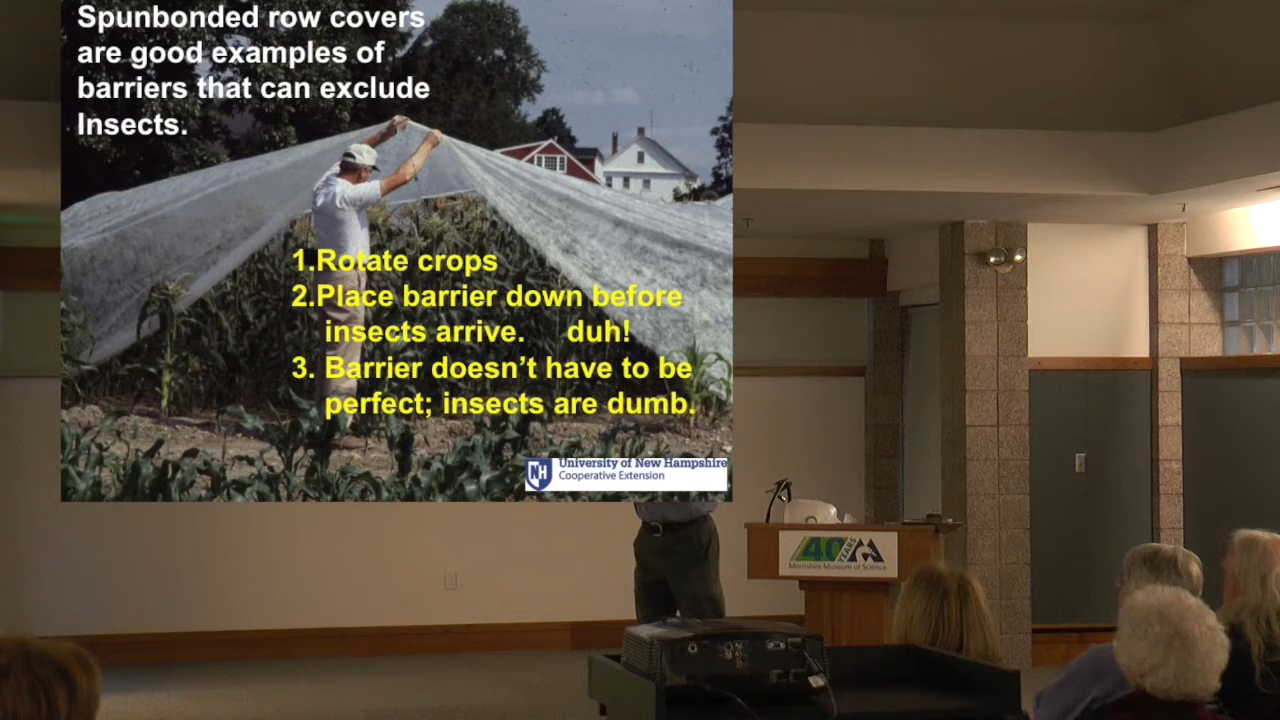 Spunbonded row covers
are good examples of
barriers that can exclude
Insects.
1.Rotate crops
2.Place barrier down before
insects arrive. duh!
3. Barrier doesn’t have to be
perfect; insects are dumb.
NH
University of New Hampshire
Cooperative Extension
40 YEARS
Montshire Museum of Science